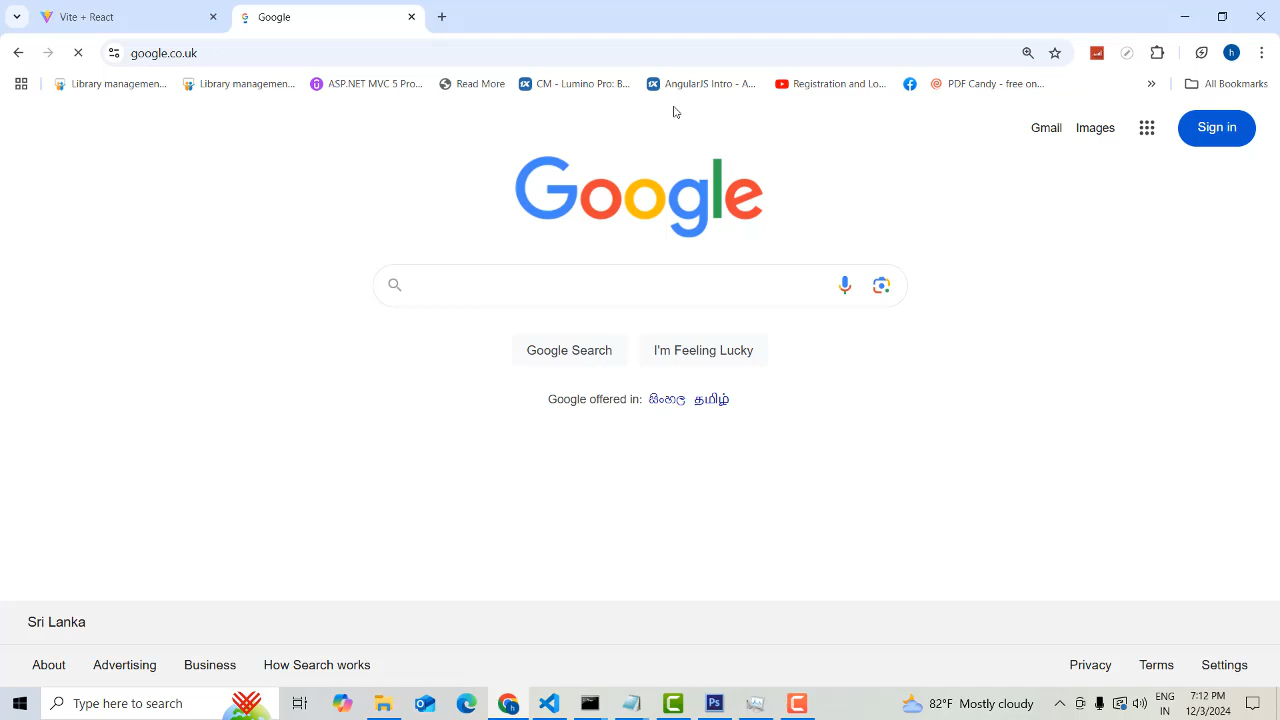 Vite + React
Google
google.co.uk
Library managemen...
Library managemen...
ASP.NET MVC 5 Pro...
Read More
CM - Lumino Pro: B...
AngularJS Intro - A...
Registration and Lo...
PDF Candy - free on...
All Bookmarks
Gmail
Images
Sign in
Google
Google Search
I'm Feeling Lucky
Google offered in: සිංහල தமிழ்
Sri Lanka
About
Advertising
Business
How Search works
Privacy
Terms
Settings
Type here to search
82°F Mostly cloudy
ENG
IN
7:12 PM
12/3/2024